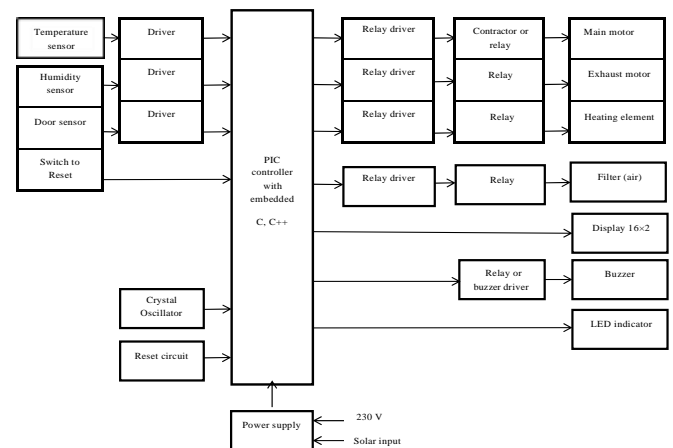 Temperature
sensor
Driver
Relay driver
Contractor or
relay
Main motor
Humidity
sensor
Driver
Relay driver
Relay
Exhaust motor
Door sensor
Driver
Relay driver
Relay
Heating element
Switch to
Reset
PIC
controller
with
embedded
C, C++
Relay driver
Relay
Filter (air)
Display 16×2
Relay or
buzzer driver
Buzzer
Crystal
Oscillator
LED indicator
Reset circuit
Power supply
230 V
Solar input